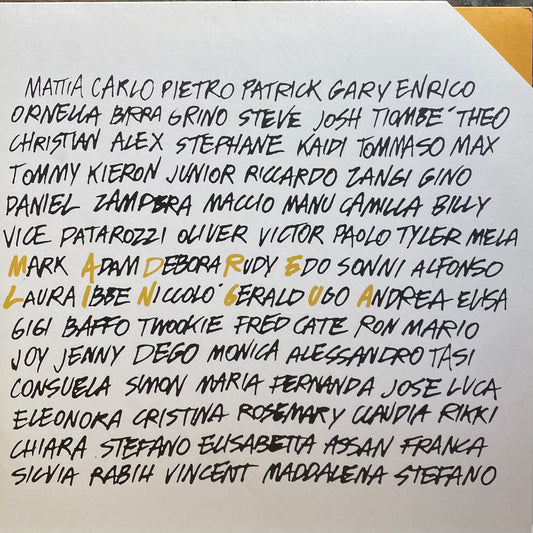 MATTIA CARLO PIETRO PATRICK GARY ENRICO
ORNELLA BIRRA GRINO STEVE JOSH TIOMBE' THEO
CHRISTIAN ALEX STEPHANE KAIDI TOMMASO MAX
TOMMY KIERON JUNIOR RICCARDO ZANGI GINO
DANIEL ZAMPERA MACCIO MANU CAMILLA BILLY
VICE PATAROZZI OLIVER VICTOR PAOLO TYLER MELA
MARK ADAM DEBORA RUDY EDO SONNI ALFONSO
LAURA IBBE NICCOLO' GERALD UGO ANDREA ELISA
GIGI BAFFO TWOOKIE FRED CATE RON MARIO
JOY JENNY DEGO MONICA ALESSANDRO TASI
CONSUELA SIMON MARIA FERNANDA JOSE LUCA
ELEONORA CRISTINA ROSEMARY CLAUDIA RIKKI
CHIARA STEFANO ELISABETTA ASSAN FRANCA
SILVIA RABIH VINCENT MADDALENA STEFANO